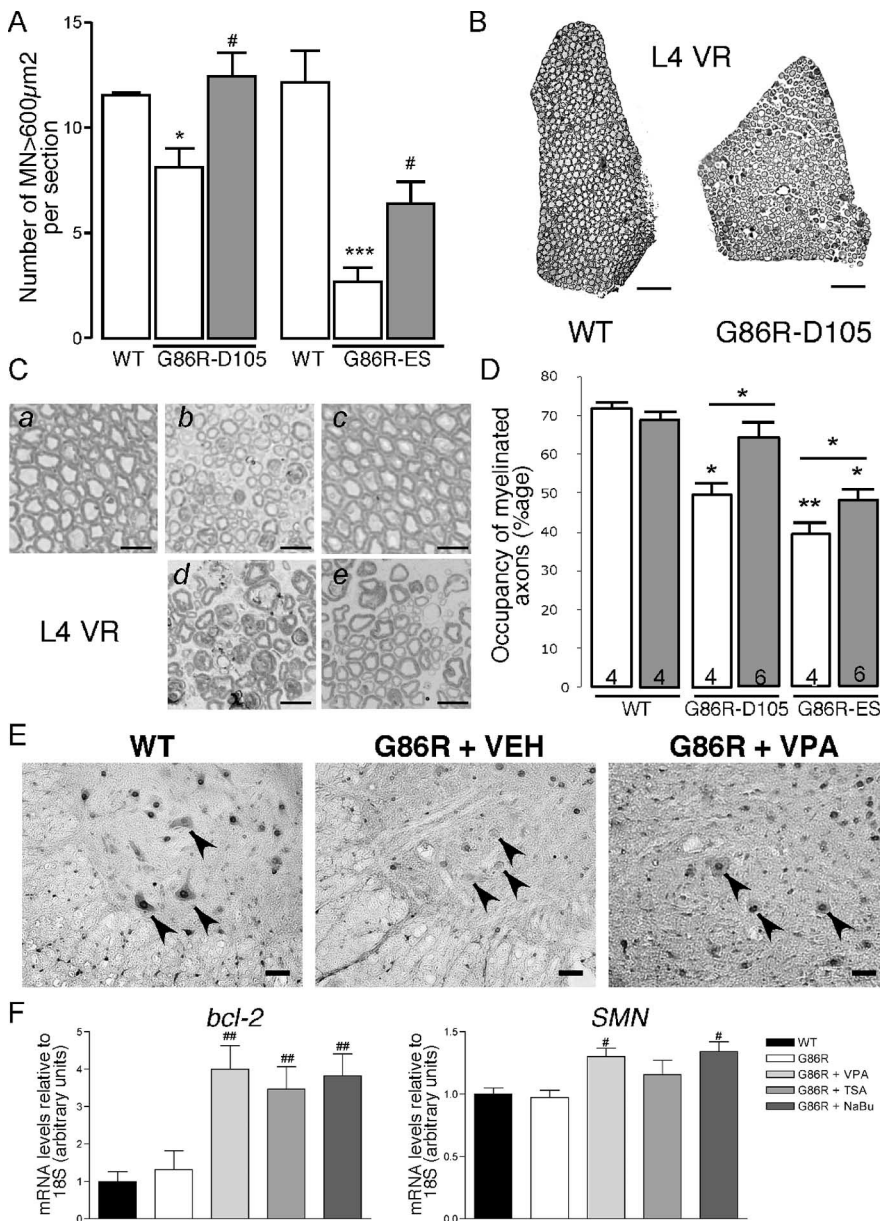 A
Number of MN>600µm2
per section
15
10
5
0
*
#
***
#
WT
G86R-D105
WT
G86R-ES
B
L4 VR
WT
G86R-D105
C
a
b
c
d
e
L4 VR
D
Occupancy of myelinated
axons (%age)
80
70
60
50
40
30
20
10
0
*
*
*
**
*
4
4
4
6
4
6
WT
G86R-D105
G86R-ES
E
WT
G86R + VEH
G86R + VPA
F
bcl-2
mRNA levels relative to
18S (arbitrary units)
5
4
3
2
1
0
##
##
##
SMN
mRNA levels relative to
18S (arbitrary units)
1.5
1.0
0.5
0.0
#
#
WT
G86R
G86R + VPA
G86R + TSA
G86R + NaBu